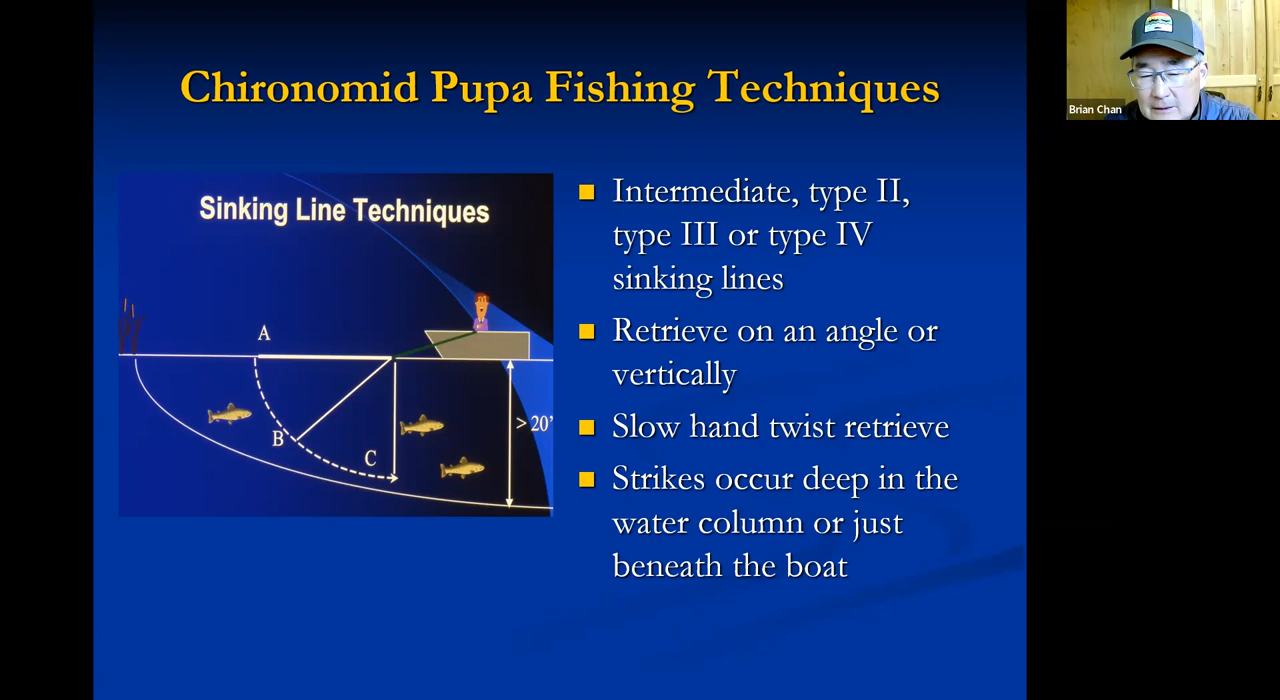 Chironomid Pupa Fishing Techniques
Brian Chan
Sinking Line Techniques
A
B
C
> 20'
Intermediate, type II,
type III or type IV
sinking lines
Retrieve on an angle or
vertically
Slow hand twist retrieve
Strikes occur deep in the
water column or just
beneath the boat